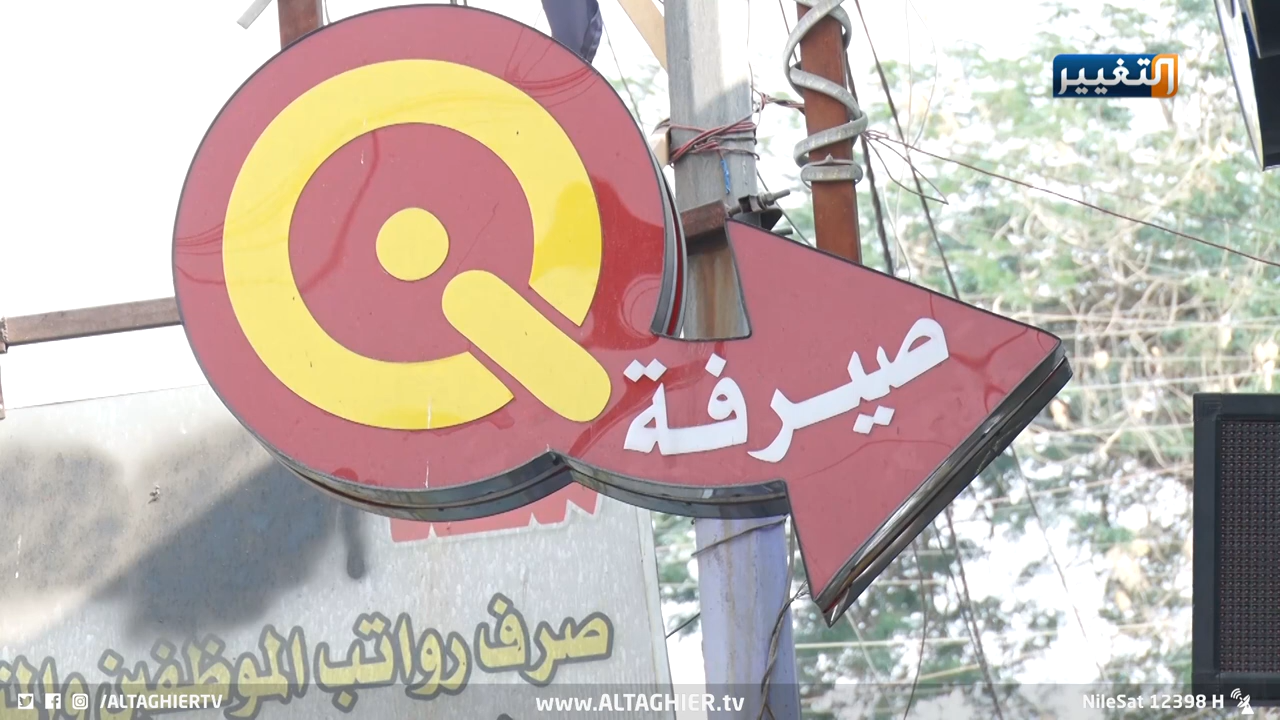 التغيير
صيرفة
صرف رواتب الموظفين
/ALTAGHIERTV
www.ALTAGHIER.tv
NileSat 12398 H